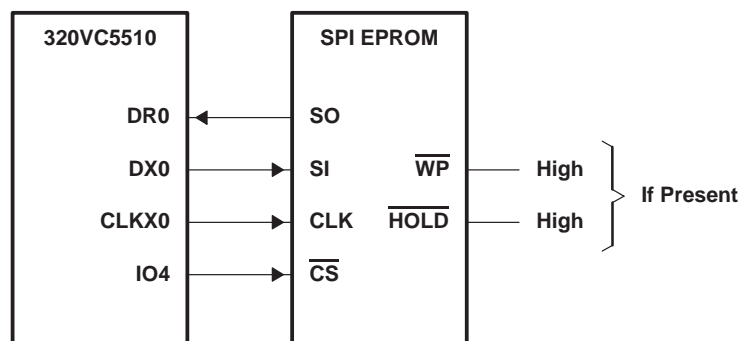 320VC5510 SPI EPROM
DR0 SO
DX0 SI WP High
If Present
CLKX0 CLK HOLD High
IO4 CS